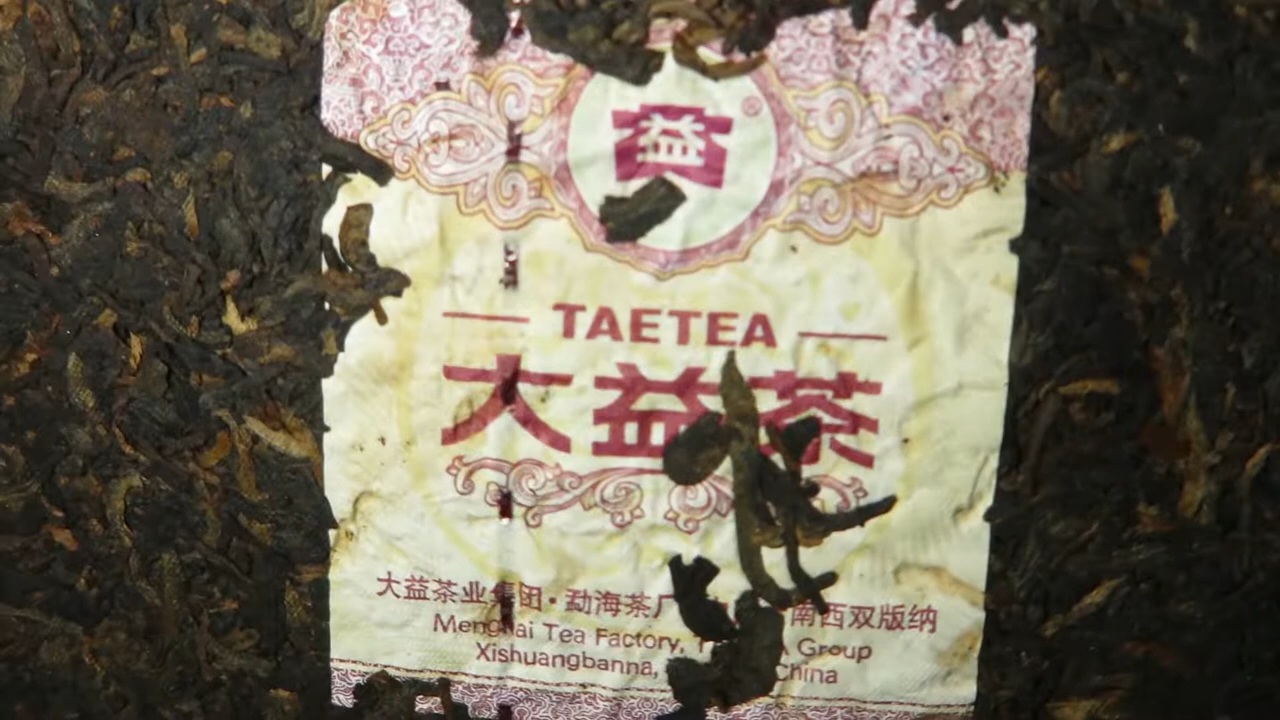 益
®
TAETEA
大益茶
大益茶业集团·勐海茶厂 南西双版纳
Menghai Tea Factory, Group
Xishuangbanna, China